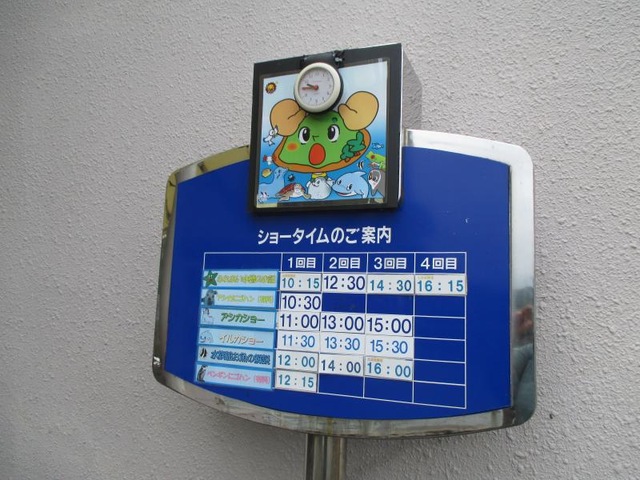 ショータイムのご案内
1回目 2回目 3回目 4回目
10:15 12:30 14:30 16:15
10:30
アシカショー 11:00 13:00 15:00
イルカショー 11:30 13:30 15:30
12:00 14:00 16:00
12:15